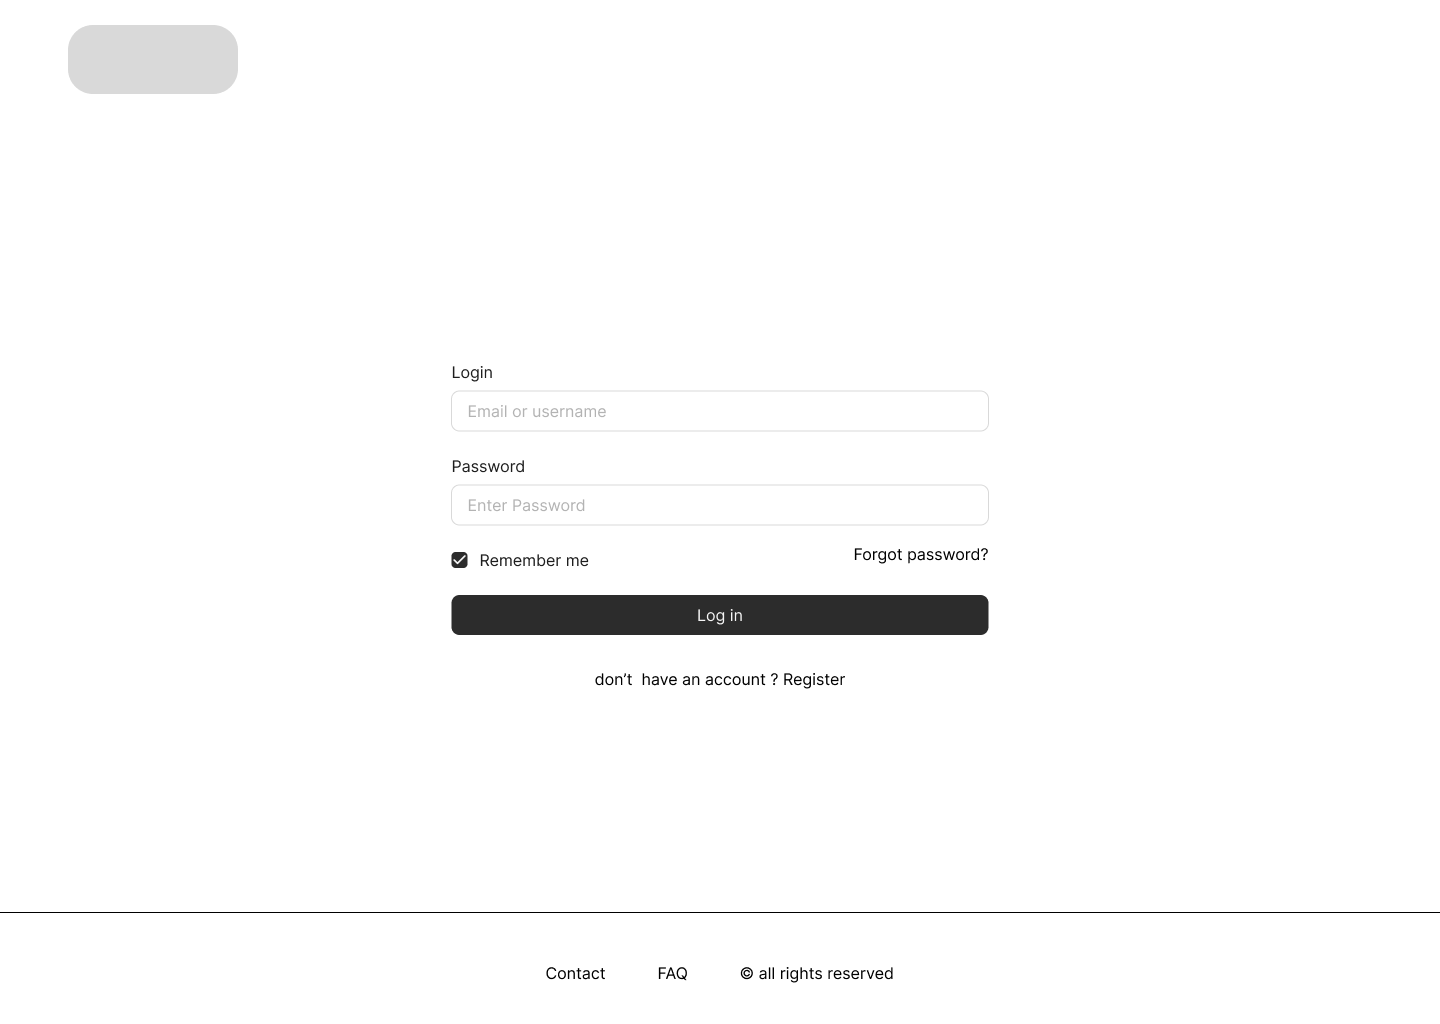 Login
Email or username
Password
Enter Password
Remember me
Forgot password?
Log in
don’t  have an account ? Register
Contact FAQ © all rights reserved